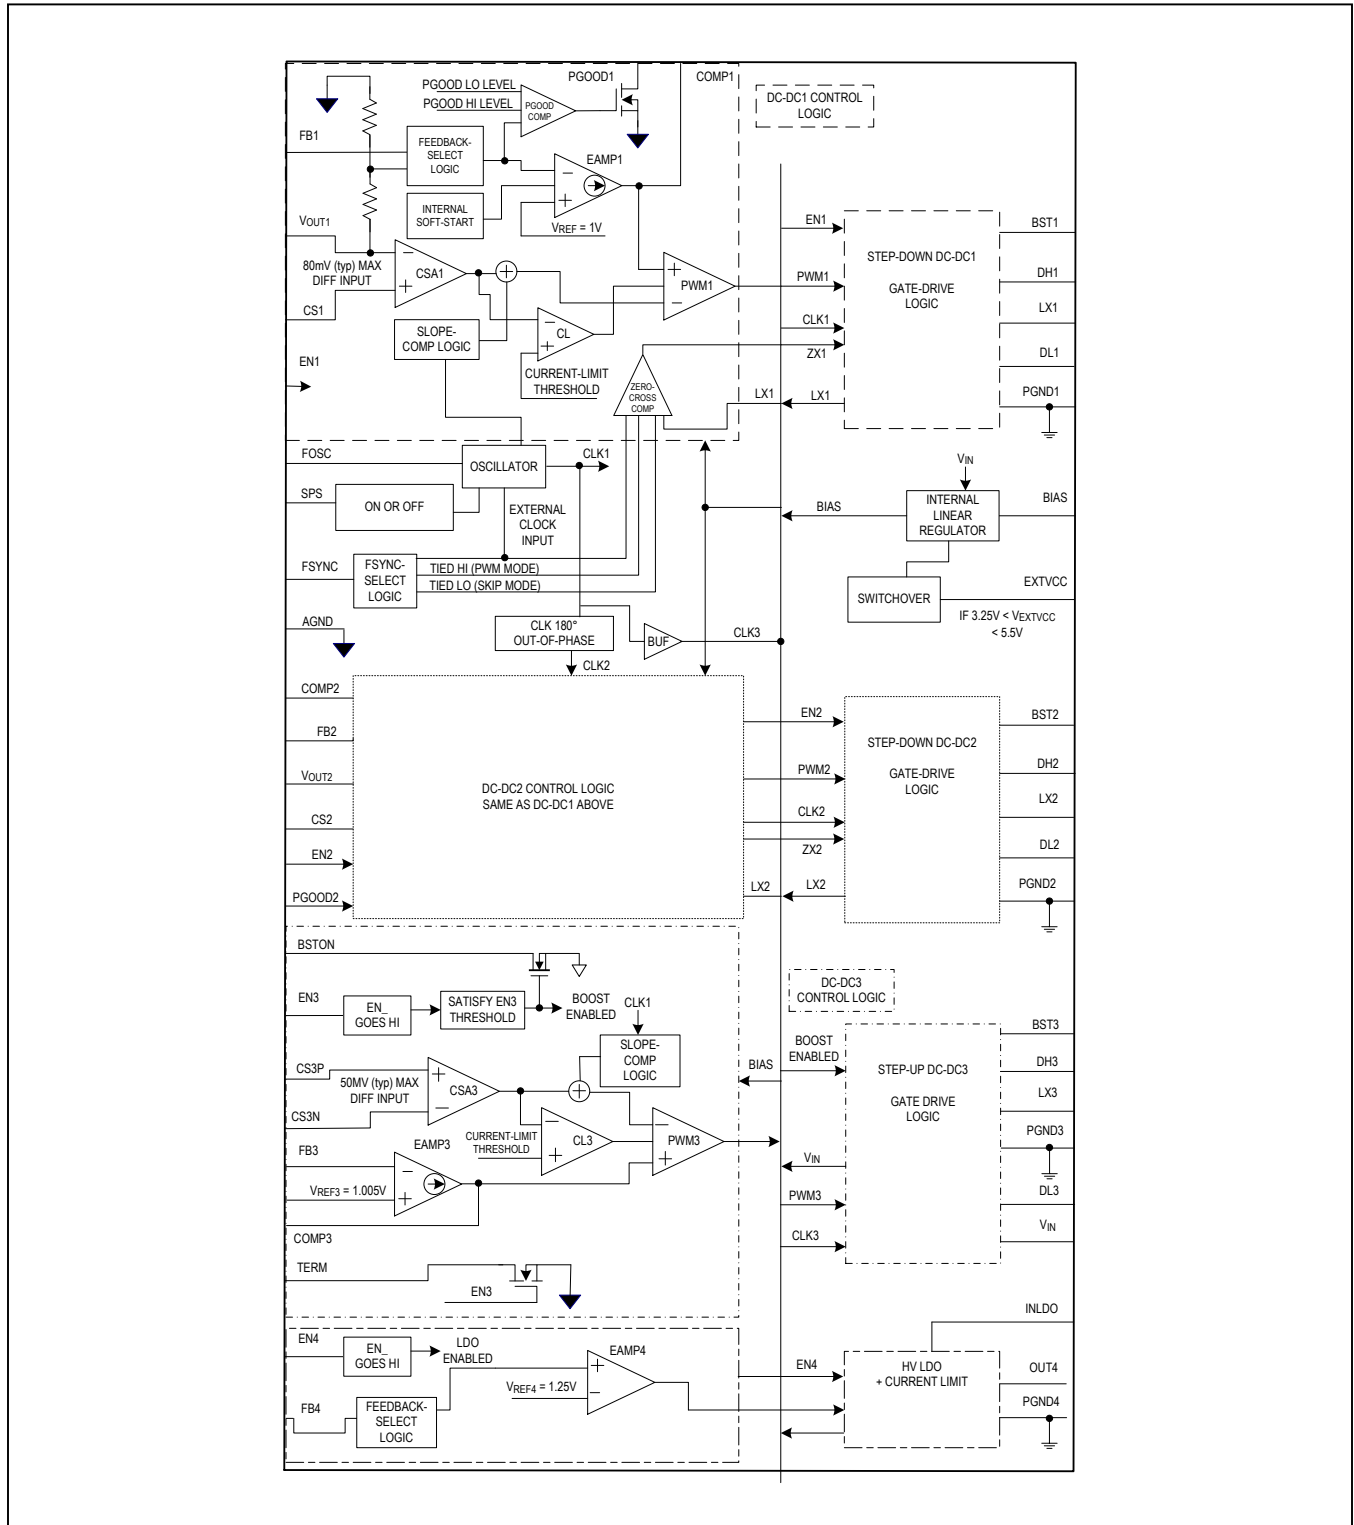 PGOOD LO LEVEL
PGOOD HI LEVEL
PGOOD
COMP
PGOOD1
COMP1
DC-DC1 CONTROL
LOGIC
FB1
FEEDBACK-
SELECT
LOGIC
EAMP1
−
+
INTERNAL
SOFT-START
VREF = 1V
VOUT1
80mV (typ) MAX
DIFF INPUT
−
+
CSA1
+
CS1
SLOPE-
COMP LOGIC
−
+
CL
+
−
PWM1
CURRENT-LIMIT
THRESHOLD
EN1
ZERO-
CROSS
COMP
EN1
PWM1
CLK1
ZX1
LX1
LX1
STEP-DOWN DC-DC1
GATE-DRIVE
LOGIC
BST1
DH1
LX1
DL1
PGND1
FOSC
OSCILLATOR
CLK1
SPS
ON OR OFF
EXTERNAL
CLOCK
INPUT
FSYNC
FSYNC-
SELECT
LOGIC
TIED HI (PWM MODE)
TIED LO (SKIP MODE)
VIN
BIAS
INTERNAL
LINEAR
REGULATOR
BIAS
SWITCHOVER
EXTVCC
IF 3.25V < VEXTVCC
< 5.5V
AGND
CLK 180°
OUT-OF-PHASE
BUF
CLK3
CLK2
COMP2
FB2
VOUT2
CS2
EN2
PGOOD2
DC-DC2 CONTROL LOGIC
SAME AS DC-DC1 ABOVE
EN2
PWM2
CLK2
ZX2
LX2
LX2
STEP-DOWN DC-DC2
GATE-DRIVE
LOGIC
BST2
DH2
LX2
DL2
PGND2
BSTON
EN3
EN_
GOES HI
SATISFY EN3
THRESHOLD
BOOST
ENABLED
CLK1
SLOPE-
COMP
LOGIC
DC-DC3
CONTROL LOGIC
CS3P
50MV (typ) MAX
DIFF INPUT
+
−
CSA3
+
CS3N
CURRENT-LIMIT
THRESHOLD
−
+
CL3
−
+
PWM3
FB3
EAMP3
−
+
VREF3 = 1.005V
COMP3
TERM
EN3
BIAS
BOOST
ENABLED
VIN
PWM3
CLK3
STEP-UP DC-DC3
GATE DRIVE
LOGIC
BST3
DH3
LX3
PGND3
DL3
VIN
EN4
EN_
GOES HI
LDO
ENABLED
EAMP4
+
−
VREF4 = 1.25V
FB4
FEEDBACK-
SELECT
LOGIC
EN4
HV LDO
+ CURRENT LIMIT
INLDO
OUT4
PGND4